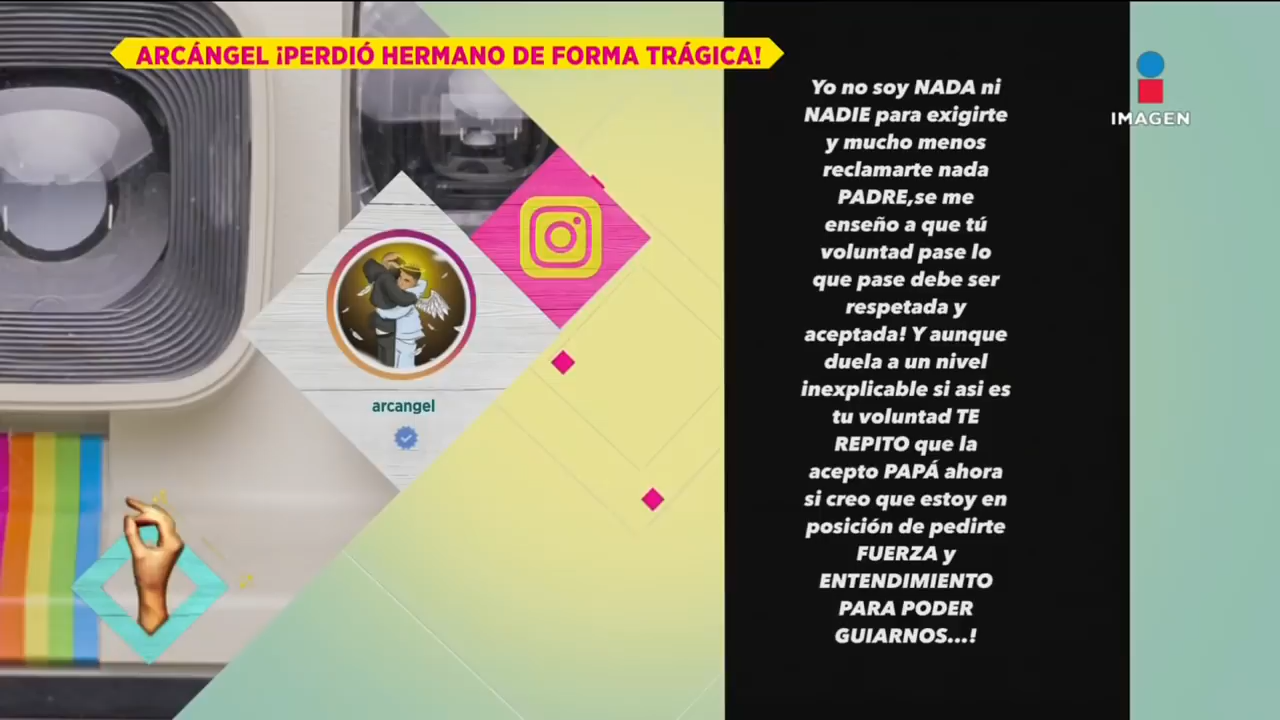 ARCÁNGEL ¡PERDIÓ HERMANO DE FORMA TRÁGICA!
IMAGEN
arcangel
Yo no soy NADA ni
NADIE para exigirte
y mucho menos
reclamarte nada
PADRE,se me
enseño a que tú
voluntad pase lo
que pase debe ser
respetada y
aceptada! Y aunque
duela a un nivel
inexplicable si asi es
tu voluntad TE
REPITO que la
acepto PAPÁ ahora
si creo que estoy en
posición de pedirte
FUERZA y
ENTENDIMIENTO
PARA PODER
GUIARNOS...!